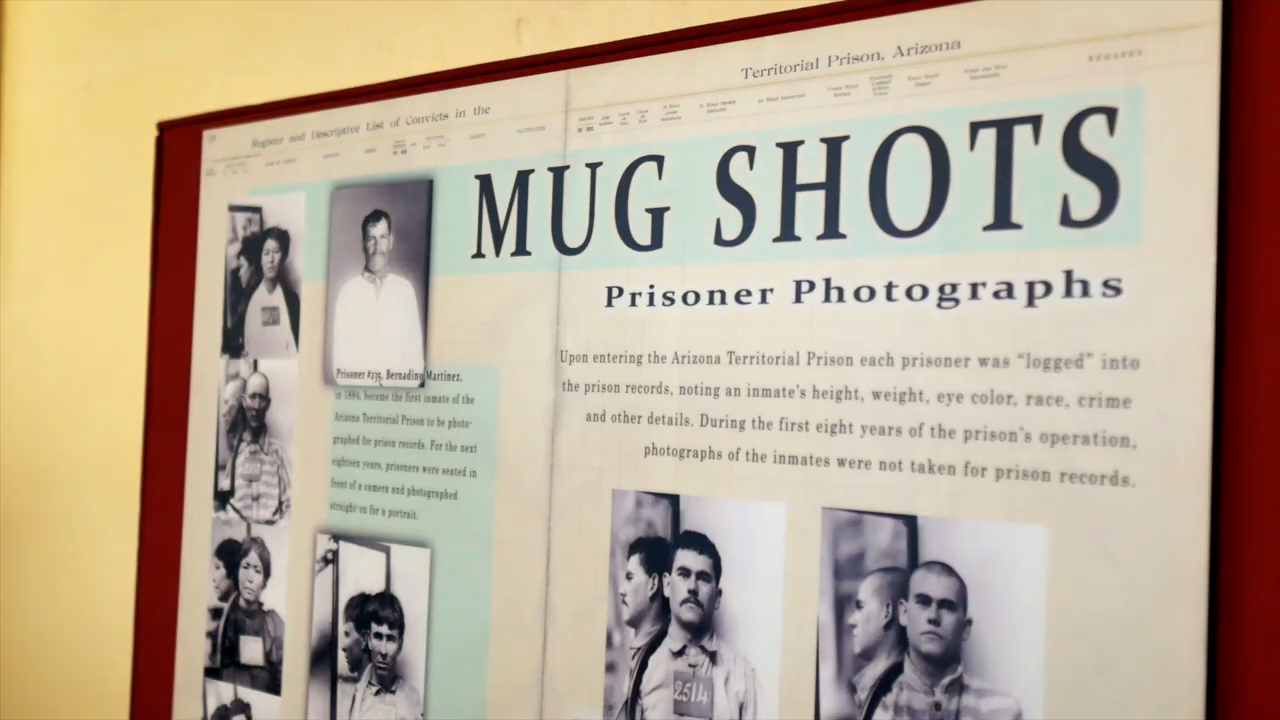 Register and Descriptive List of Convicts in the
Territorial Prison, Arizona
REMARKS
MUG SHOTS
Prisoner Photographs
Upon entering the Arizona Territorial Prison each prisoner was “logged” into
the prison records, noting an inmate's height, weight, eye color, race, crime
and other details. During the first eight years of the prison's operation,
photographs of the inmates were not taken for prison records.
Prisoner #235, Bernadino Martinez,
in 1884, became the first inmate of the
Arizona Territorial Prison to be photo-
graphed for prison records. For the next
eighteen years, prisoners were seated in
front of a camera and photographed
straight-on for a portrait.
2514